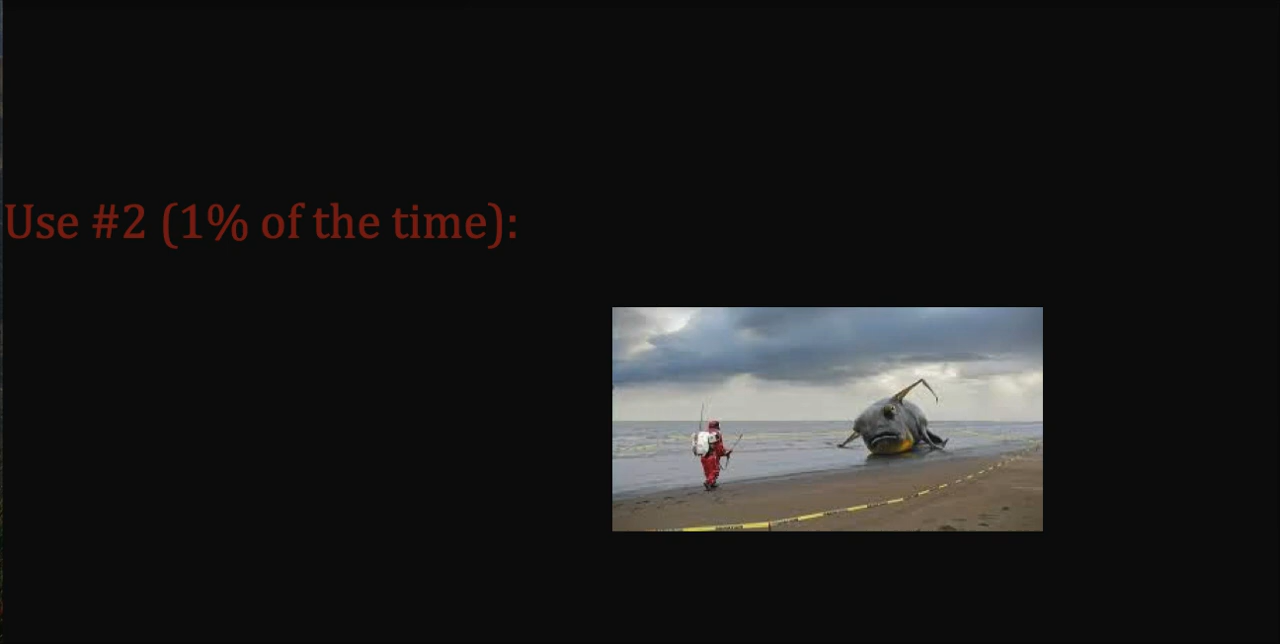 Use #2 (1% of the time):